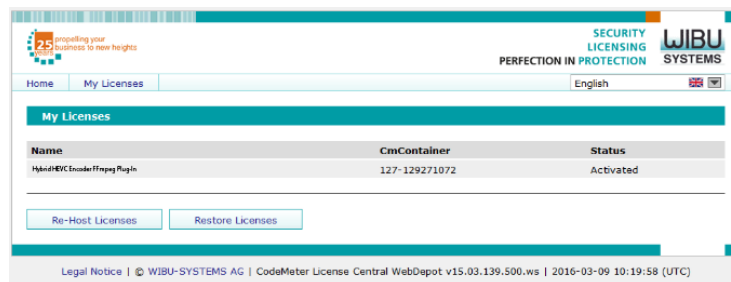 25 years
propelling your
business to new heights
SECURITY
LICENSING
PERFECTION IN PROTECTION
WIBU
SYSTEMS
Home My Licenses English
My Licenses
Name CmContainer Status
Hybrid HEVC Encoder FFmpeg Plug-In 127-129271072 Activated
Re-Host Licenses Restore Licenses
Legal Notice | © WIBU-SYSTEMS AG | CodeMeter License Central WebDepot v15.03.139.500.ws | 2016-03-09 10:19:58 (UTC)